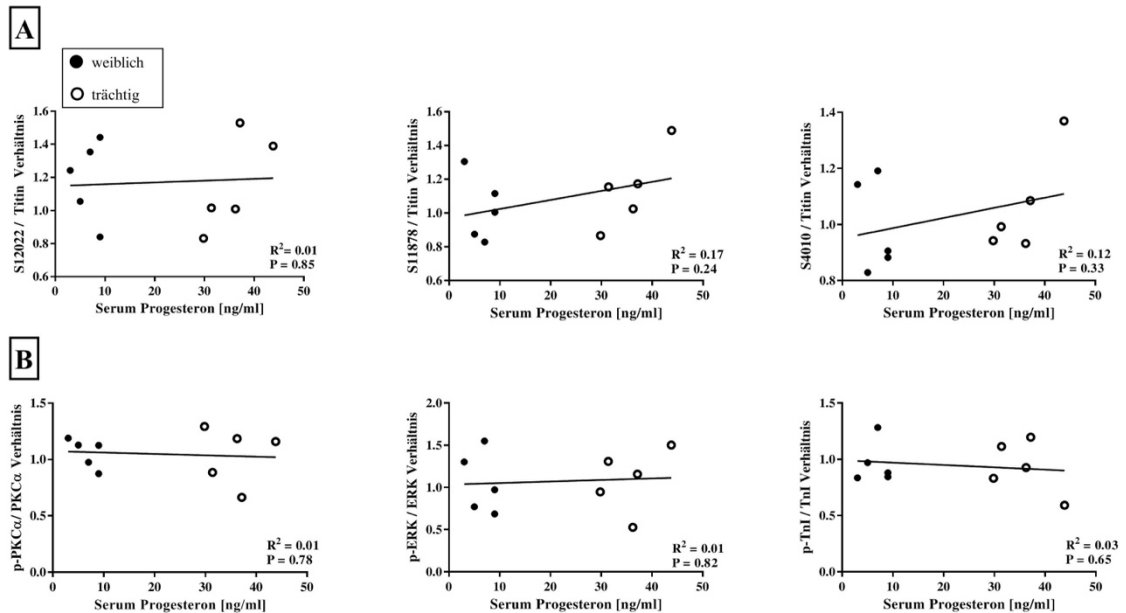 A
weiblich
trächtig
S12022 / Titin Verhältnis
1.6
1.4
1.2
1.0
0.8
0.6
0 10 20 30 40 50
Serum Progesteron [ng/ml]
R²= 0.01
P = 0.85
S11878 / Titin Verhältnis
1.6
1.4
1.2
1.0
0.8
0.6
0 10 20 30 40 50
Serum Progesteron [ng/ml]
R² = 0.17
P = 0.24
S4010 / Titin Verhältnis
1.4
1.2
1.0
0.8
0 10 20 30 40 50
Serum Progesteron [ng/ml]
R² = 0.12
P = 0.33
B
p-PKCα/ PKCα Verhältnis
1.5
1.0
0.5
0.0
0 10 20 30 40 50
Serum Progesteron [ng/ml]
R² = 0.01
P = 0.78
p-ERK / ERK Verhältnis
2.0
1.5
1.0
0.5
0.0
0 10 20 30 40 50
Serum Progesteron [ng/ml]
R² = 0.01
P = 0.82
p-TnI / TnI Verhältnis
1.5
1.0
0.5
0.0
0 10 20 30 40 50
Serum Progesteron [ng/ml]
R² = 0.03
P = 0.65